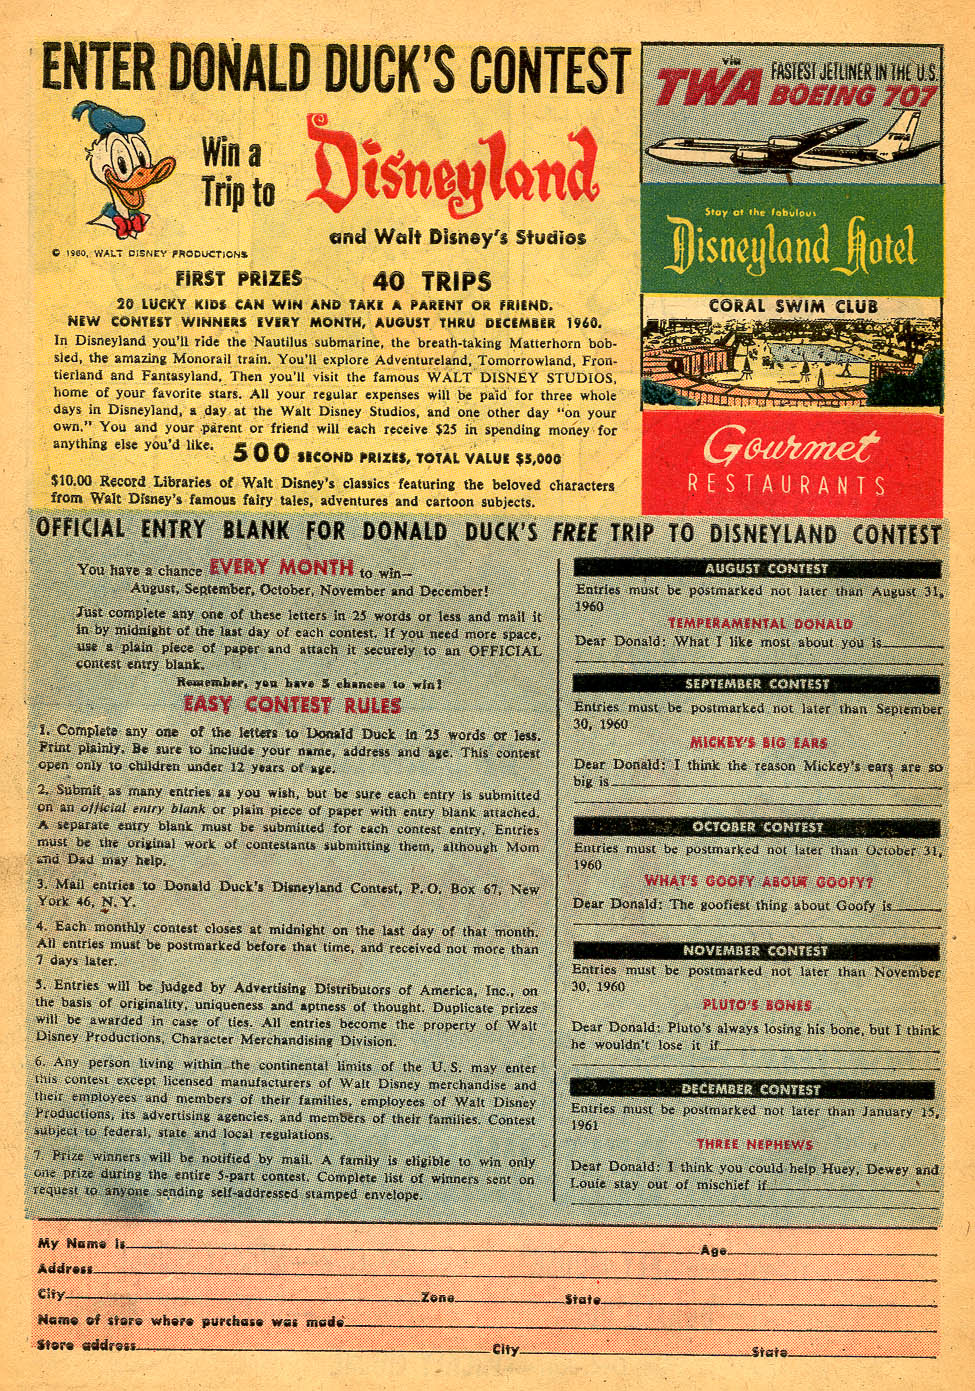 ENTER DONALD DUCK'S CONTEST
Win a
Trip to
Disneyland
and Walt Disney's Studios
© 1960, WALT DISNEY PRODUCTIONS
FIRST PRIZES 40 TRIPS
20 LUCKY KIDS CAN WIN AND TAKE A PARENT OR FRIEND.
NEW CONTEST WINNERS EVERY MONTH, AUGUST THRU DECEMBER 1960.
In Disneyland you'll ride the Nautilus submarine, the breath-taking Matterhorn bob-
sled, the amazing Monorail train. You'll explore Adventureland, Tomorrowland, Fron-
tierland and Fantasyland. Then you'll visit the famous WALT DISNEY STUDIOS,
home of your favorite stars. All your regular expenses will be paid for three whole
days in Disneyland, a day at the Walt Disney Studios, and one other day "on your
own." You and your parent or friend will each receive $25 in spending money for
anything else you'd like. 500 SECOND PRIZES, TOTAL VALUE $5,000
$10.00 Record Libraries of Walt Disney's classics featuring the beloved characters
from Walt Disney's famous fairy tales, adventures and cartoon subjects.
via
TWA FASTEST JETLINER IN THE U.S.
BOEING 707
TWA
Stay at the fabulous
Disneyland Hotel
CORAL SWIM CLUB
Gourmet
RESTAURANTS
OFFICIAL ENTRY BLANK FOR DONALD DUCK'S FREE TRIP TO DISNEYLAND CONTEST
You have a chance EVERY MONTH to win—
August, September, October, November and December!
Just complete any one of these letters in 25 words or less and mail it
in by midnight of the last day of each contest. If you need more space,
use a plain piece of paper and attach it securely to an OFFICIAL
contest entry blank.
Remember, you have 5 chances to win!
EASY CONTEST RULES
1. Complete any one of the letters to Donald Duck in 25 words or less.
Print plainly. Be sure to include your name, address and age. This contest
open only to children under 12 years of age.
2. Submit as many entries as you wish, but be sure each entry is submitted
on an official entry blank or plain piece of paper with entry blank attached.
A separate entry blank must be submitted for each contest entry. Entries
must be the original work of contestants submitting them, although Mom
and Dad may help.
3. Mail entries to Donald Duck's Disneyland Contest, P.O. Box 67, New
York 46, N.Y.
4. Each monthly contest closes at midnight on the last day of that month.
All entries must be postmarked before that time, and received not more than
7 days later.
5. Entries will be judged by Advertising Distributors of America, Inc., on
the basis of originality, uniqueness and aptness of thought. Duplicate prizes
will be awarded in case of ties. All entries become the property of Walt
Disney Productions, Character Merchandising Division.
6. Any person living within the continental limits of the U.S. may enter
this contest except licensed manufacturers of Walt Disney merchandise and
their employees and members of their families, employees of Walt Disney
Productions, its advertising agencies, and members of their families. Contest
subject to federal, state and local regulations.
7. Prize winners will be notified by mail. A family is eligible to win only
one prize during the entire 5-part contest. Complete list of winners sent on
request to anyone sending self-addressed stamped envelope.
AUGUST CONTEST
Entries must be postmarked not later than August 31,
1960
TEMPERAMENTAL DONALD
Dear Donald: What I like most about you is
SEPTEMBER CONTEST
Entries must be postmarked not later than September
30, 1960
MICKEY'S BIG EARS
Dear Donald: I think the reason Mickey's ears are so
big is
OCTOBER CONTEST
Entries must be postmarked not later than October 31,
1960
WHAT'S GOOFY ABOUT GOOFY?
Dear Donald: The goofiest thing about Goofy is
NOVEMBER CONTEST
Entries must be postmarked not later than November
30, 1960
PLUTO'S BONES
Dear Donald: Pluto's always losing his bone, but I think
he wouldn't lose it if
DECEMBER CONTEST
Entries must be postmarked not later than January 15,
1961
THREE NEPHEWS
Dear Donald: I think you could help Huey, Dewey and
Louie stay out of mischief if
My Name is Age
Address
City Zone State
Name of store where purchase was made
Store address City State